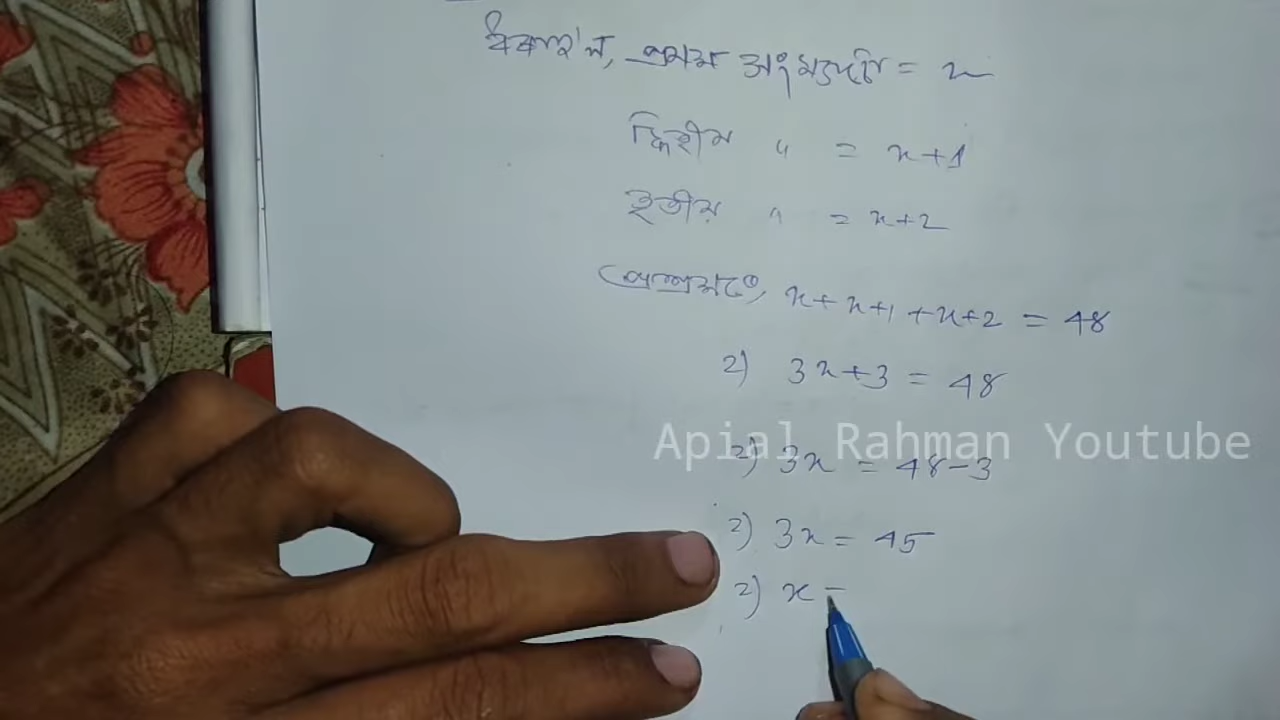 ধরি, প্রথম সংখ্যাটি = x
দ্বিতীয় " = x+1
তৃতীয় " = x+2
প্রশ্নমতে, x+x+1+x+2 = 48
বা) 3x+3 = 48
Apial Rahman Youtube
বা) 3x = 48-3
বা) 3x = 45
বা) x =